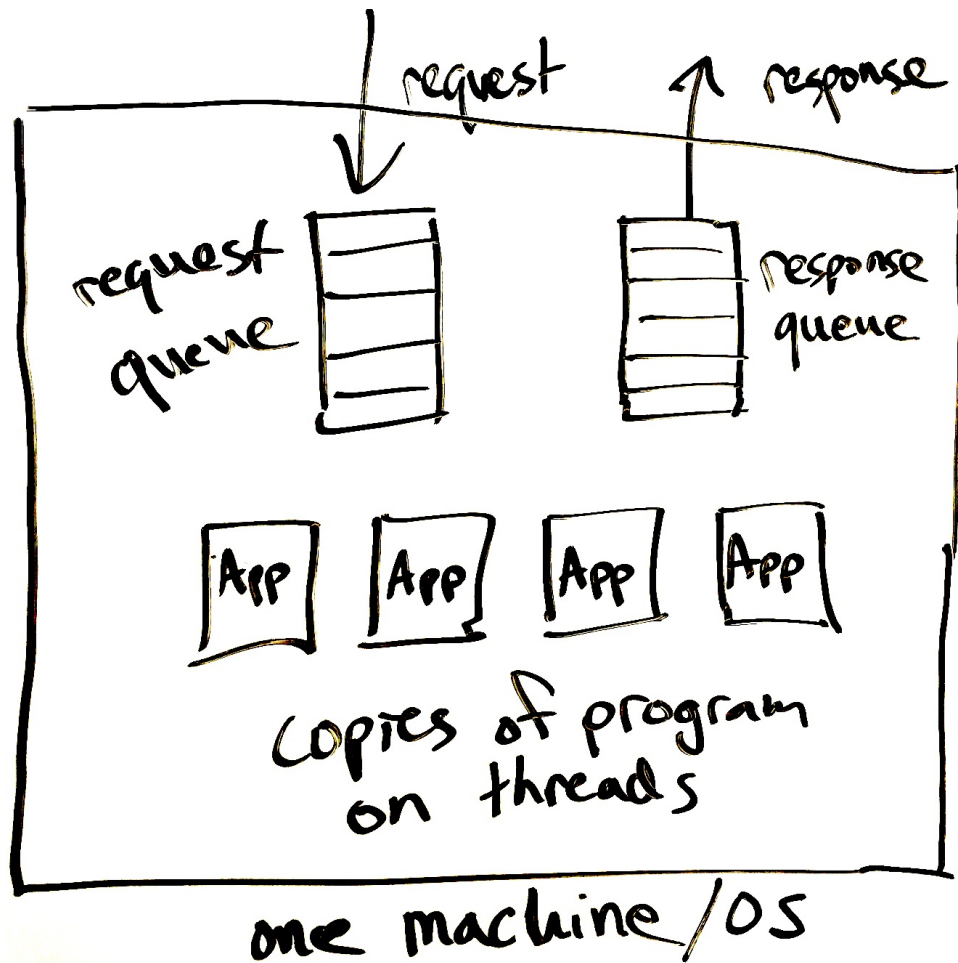 request
response
request
queue
response
queue
App
App
App
App
copies of program
on threads
one machine/OS